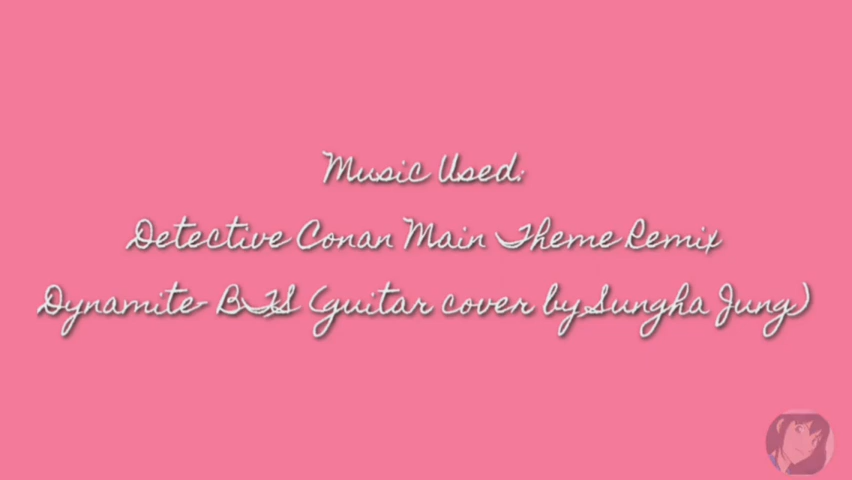 Music Used:
Detective Conan Main Theme Remix
Dynamite- BTS (guitar cover by Sungha Jung)